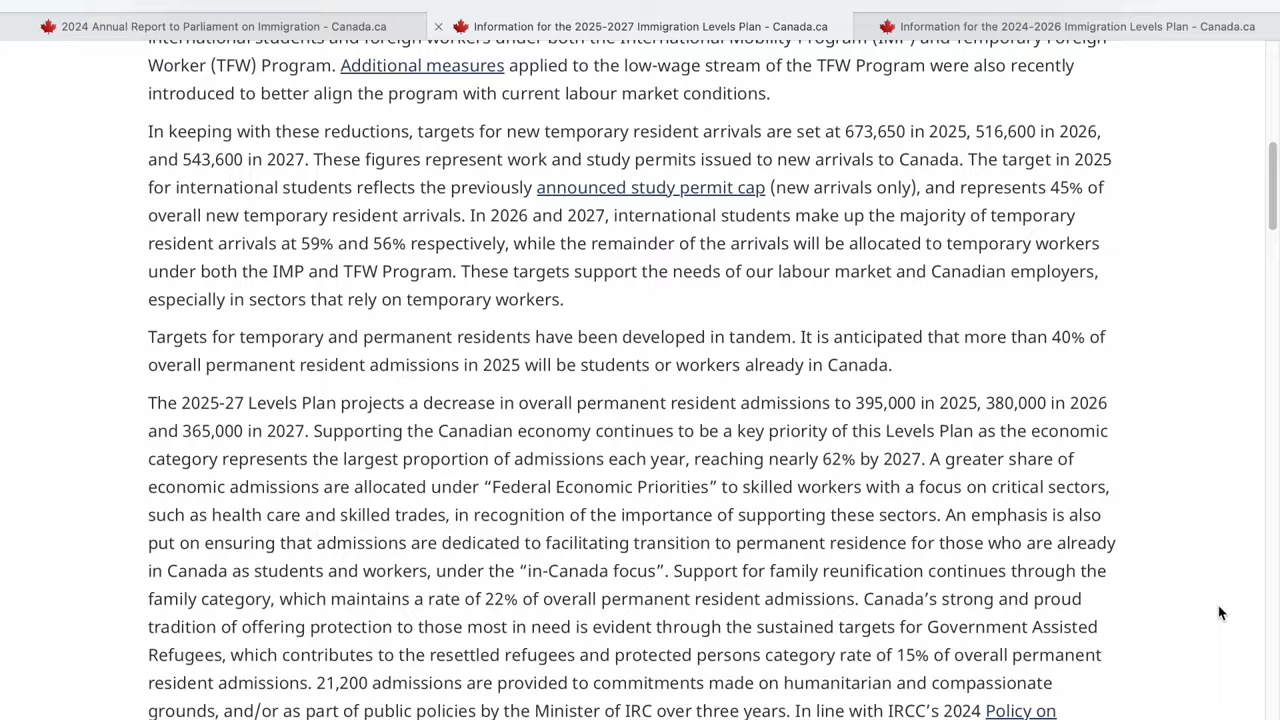 2024 Annual Report to Parliament on Immigration - Canada.ca
Information for the 2025-2027 Immigration Levels Plan - Canada.ca
Information for the 2024-2026 Immigration Levels Plan - Canada.ca
international students and foreign workers under both the International Mobility Program (IMP) and Temporary Foreign
Worker (TFW) Program. Additional measures applied to the low-wage stream of the TFW Program were also recently
introduced to better align the program with current labour market conditions.
In keeping with these reductions, targets for new temporary resident arrivals are set at 673,650 in 2025, 516,600 in 2026,
and 543,600 in 2027. These figures represent work and study permits issued to new arrivals to Canada. The target in 2025
for international students reflects the previously announced study permit cap (new arrivals only), and represents 45% of
overall new temporary resident arrivals. In 2026 and 2027, international students make up the majority of temporary
resident arrivals at 59% and 56% respectively, while the remainder of the arrivals will be allocated to temporary workers
under both the IMP and TFW Program. These targets support the needs of our labour market and Canadian employers,
especially in sectors that rely on temporary workers.
Targets for temporary and permanent residents have been developed in tandem. It is anticipated that more than 40% of
overall permanent resident admissions in 2025 will be students or workers already in Canada.
The 2025-27 Levels Plan projects a decrease in overall permanent resident admissions to 395,000 in 2025, 380,000 in 2026
and 365,000 in 2027. Supporting the Canadian economy continues to be a key priority of this Levels Plan as the economic
category represents the largest proportion of admissions each year, reaching nearly 62% by 2027. A greater share of
economic admissions are allocated under “Federal Economic Priorities” to skilled workers with a focus on critical sectors,
such as health care and skilled trades, in recognition of the importance of supporting these sectors. An emphasis is also
put on ensuring that admissions are dedicated to facilitating transition to permanent residence for those who are already
in Canada as students and workers, under the “in-Canada focus”. Support for family reunification continues through the
family category, which maintains a rate of 22% of overall permanent resident admissions. Canada’s strong and proud
tradition of offering protection to those most in need is evident through the sustained targets for Government Assisted
Refugees, which contributes to the resettled refugees and protected persons category rate of 15% of overall permanent
resident admissions. 21,200 admissions are provided to commitments made on humanitarian and compassionate
grounds, and/or as part of public policies by the Minister of IRC over three years. In line with IRCC’s 2024 Policy on